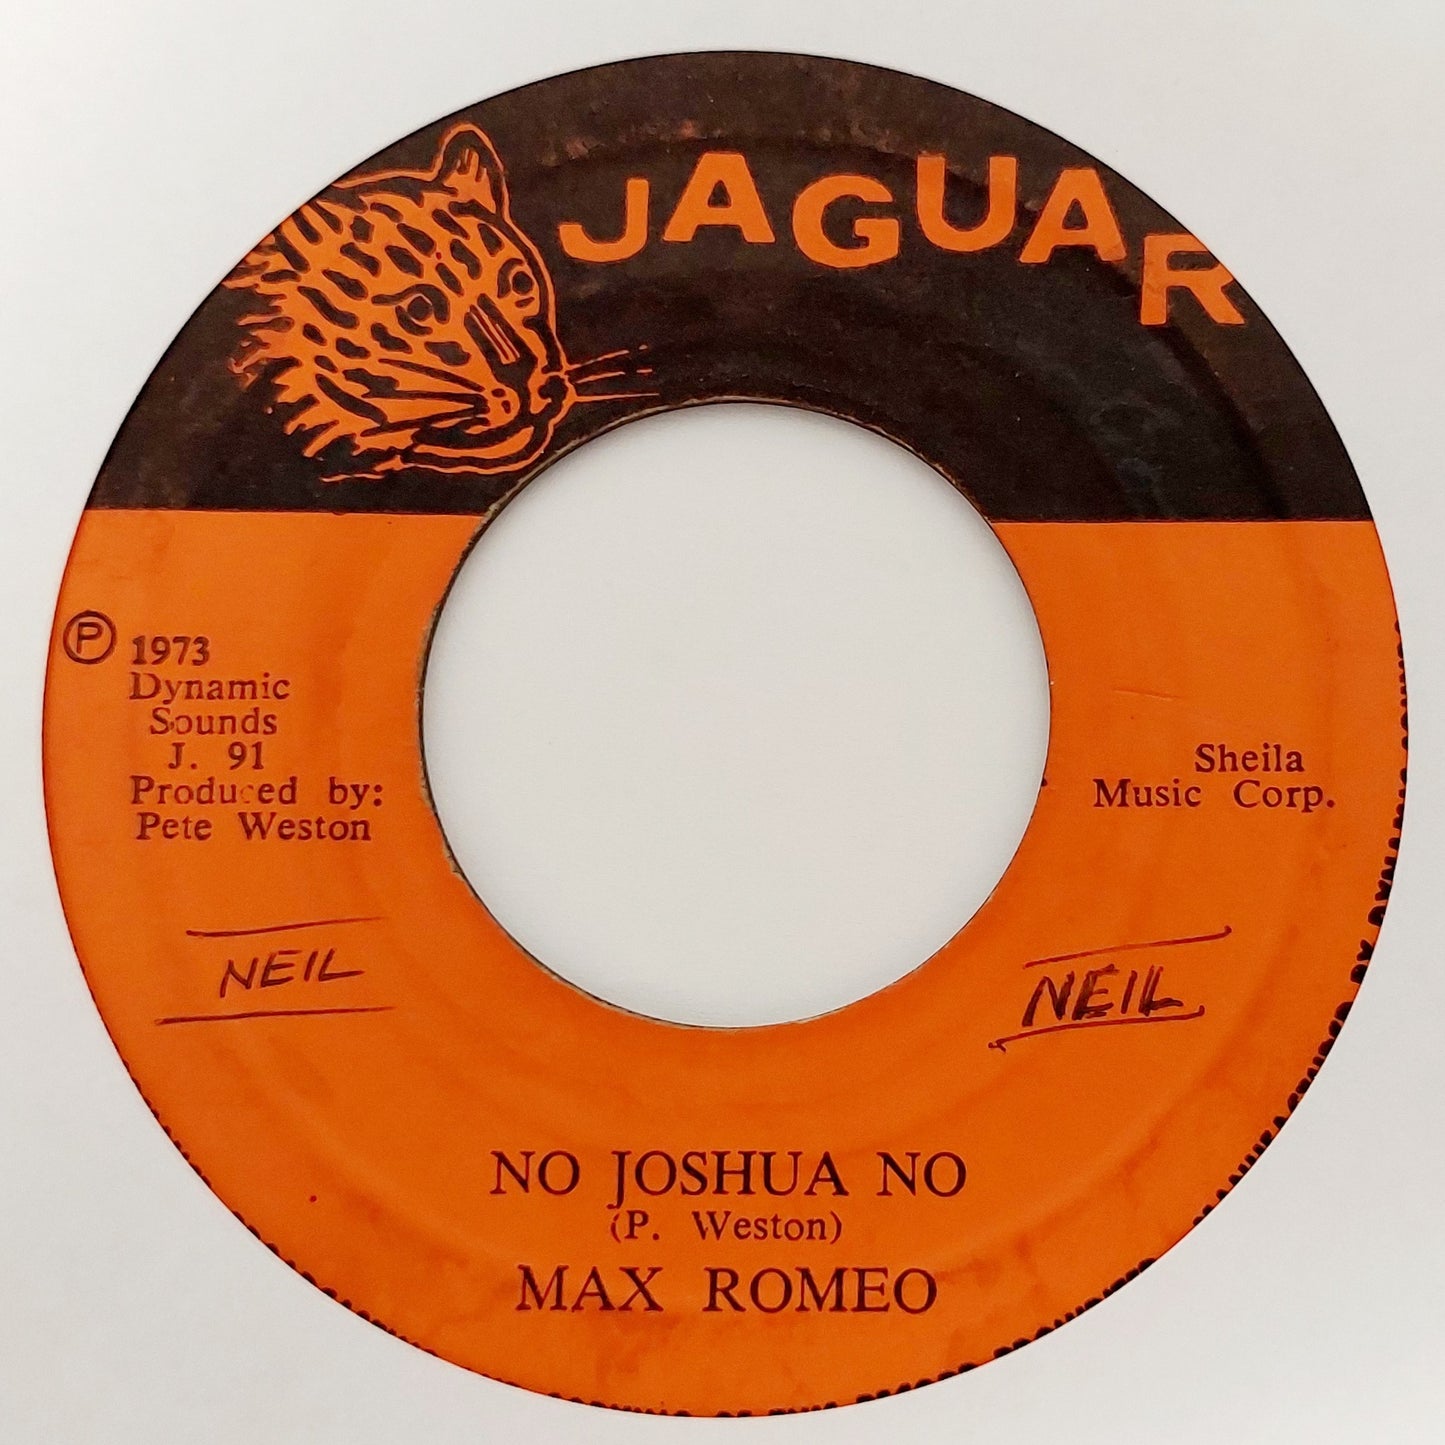 JAGUAR
Ⓟ 1973
Dynamic
Sounds
J. 91
Produced by:
Pete Weston
Sheila
Music Corp.
NEIL
NEIL
NO JOSHUA NO
(P. Weston)
MAX ROMEO